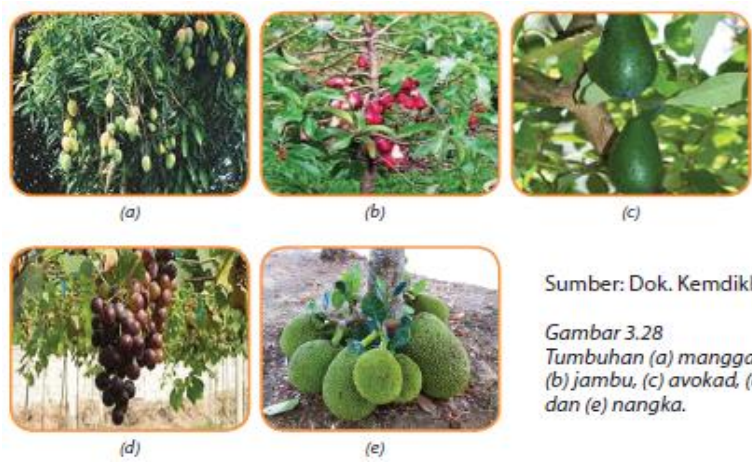 (a)
(b)
(c)
(d)
(e)
Sumber: Dok.
Gambar 3.28
Tumbuhan (a) mangga
(b) jambu, (c) avokad,
dan (e) nangka.